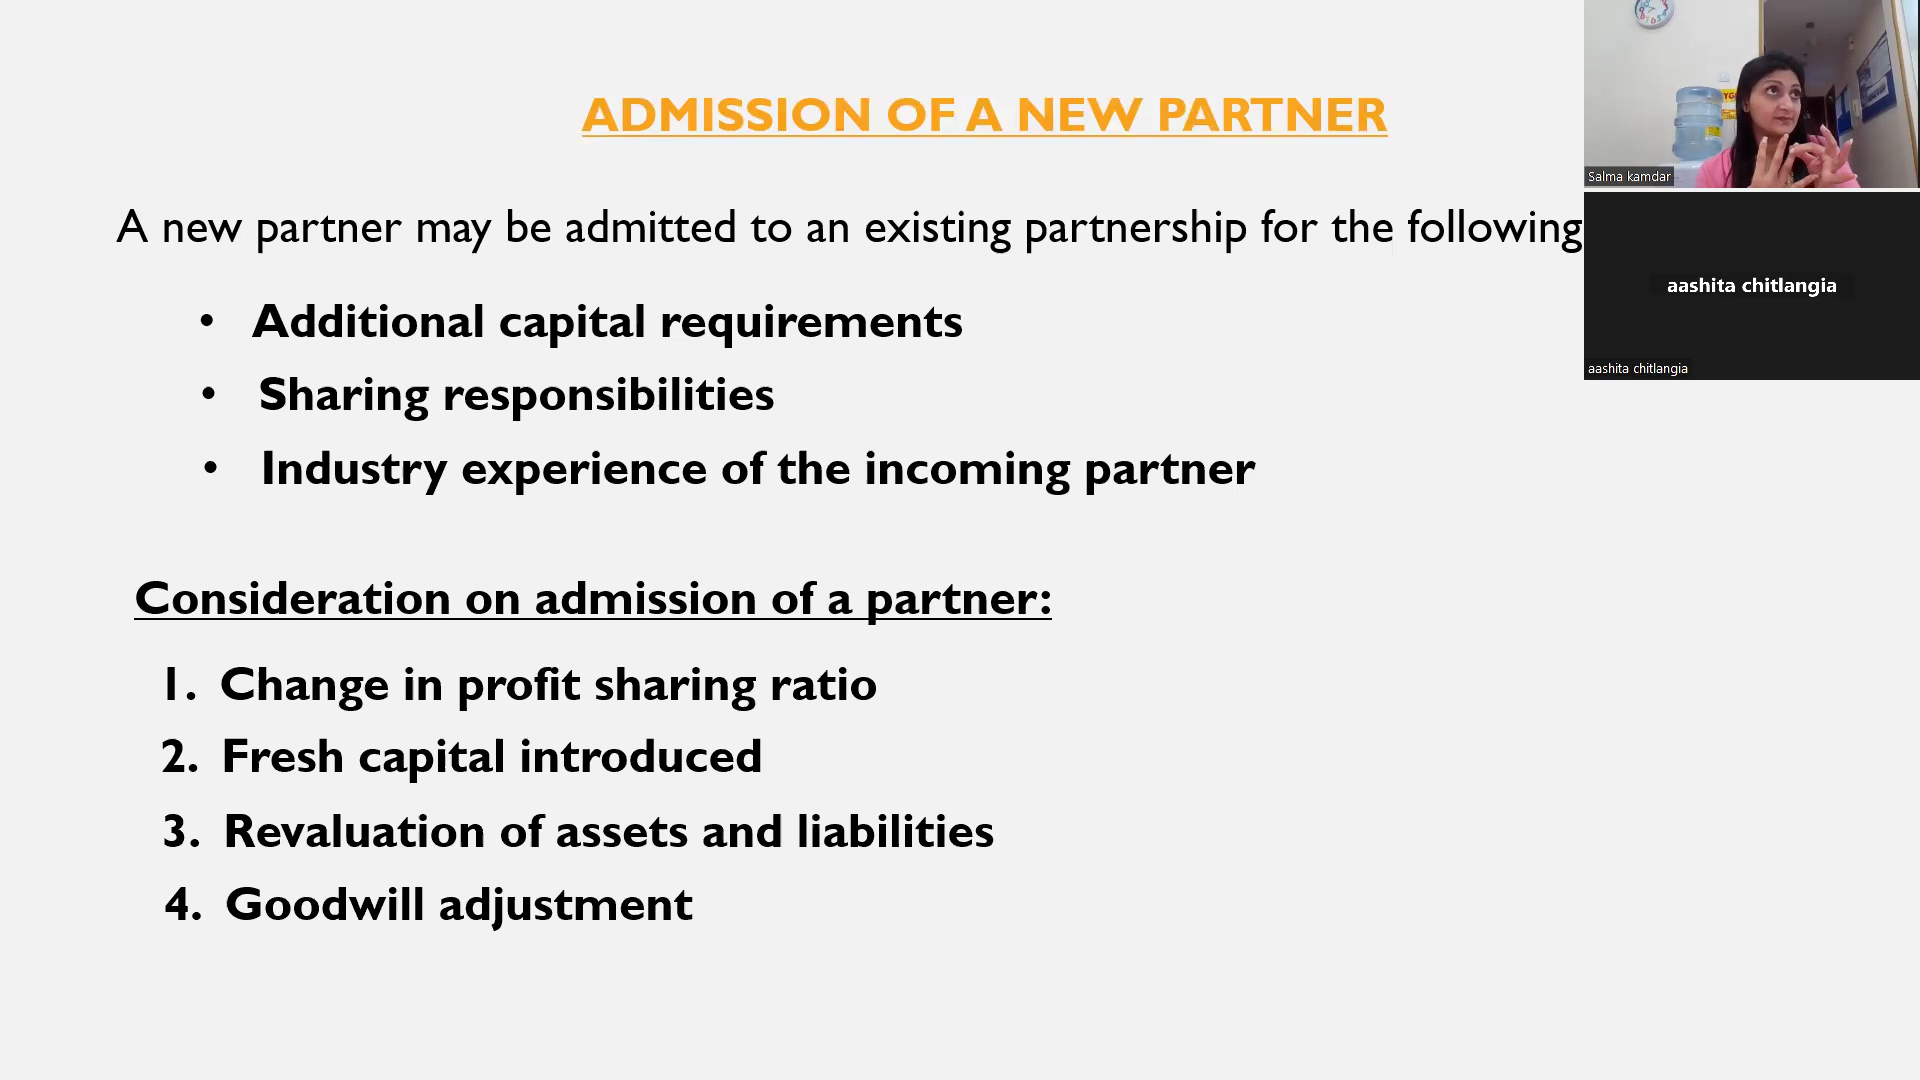 ADMISSION OF A NEW PARTNER
A new partner may be admitted to an existing partnership for the following
• Additional capital requirements
• Sharing responsibilities
• Industry experience of the incoming partner
Consideration on admission of a partner:
1. Change in profit sharing ratio
2. Fresh capital introduced
3. Revaluation of assets and liabilities
4. Goodwill adjustment
Salma kamdar
aashita chitlangia
aashita chitlangia